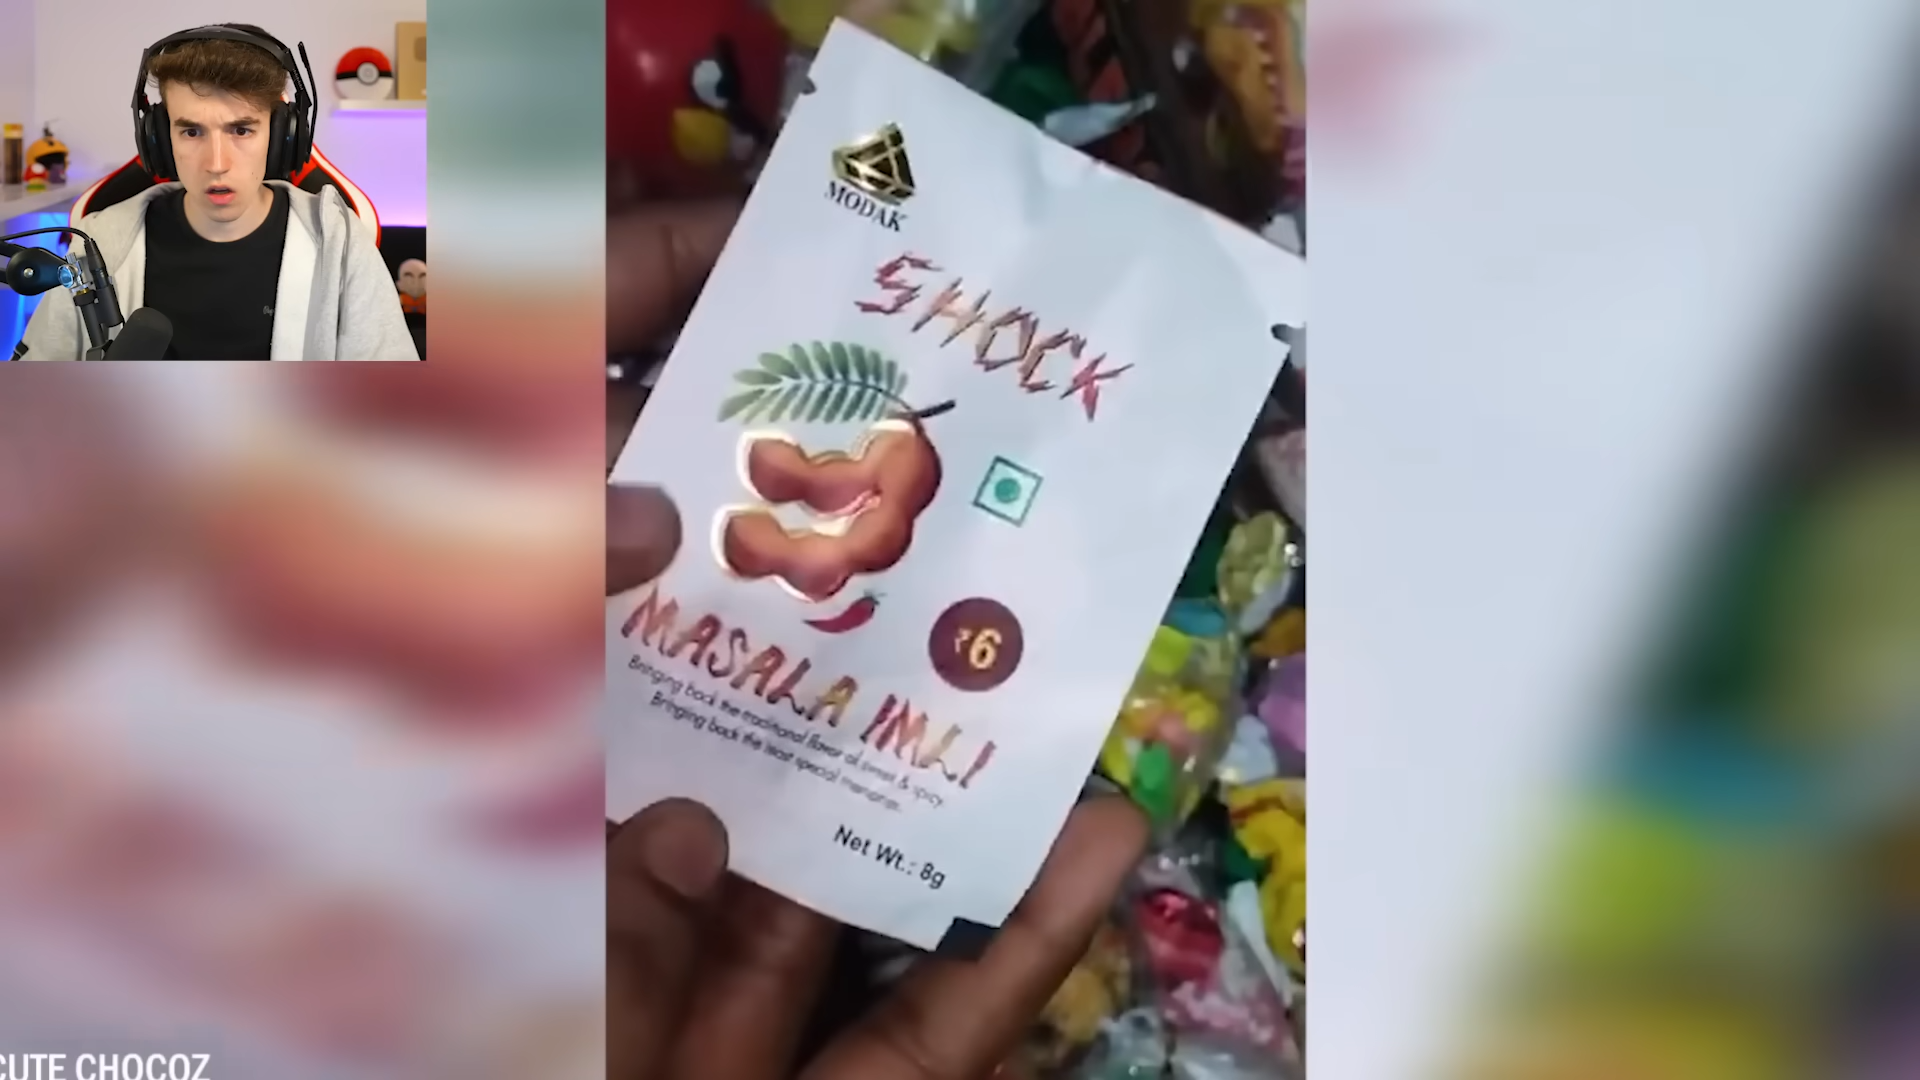 MODAK
SHOCK
₹6
MASALA IMLI
Bringing back the traditional flavor of sweet & spicy.
Bringing back the most special memories.
Net Wt.: 8g
CUTE CHOCOZ